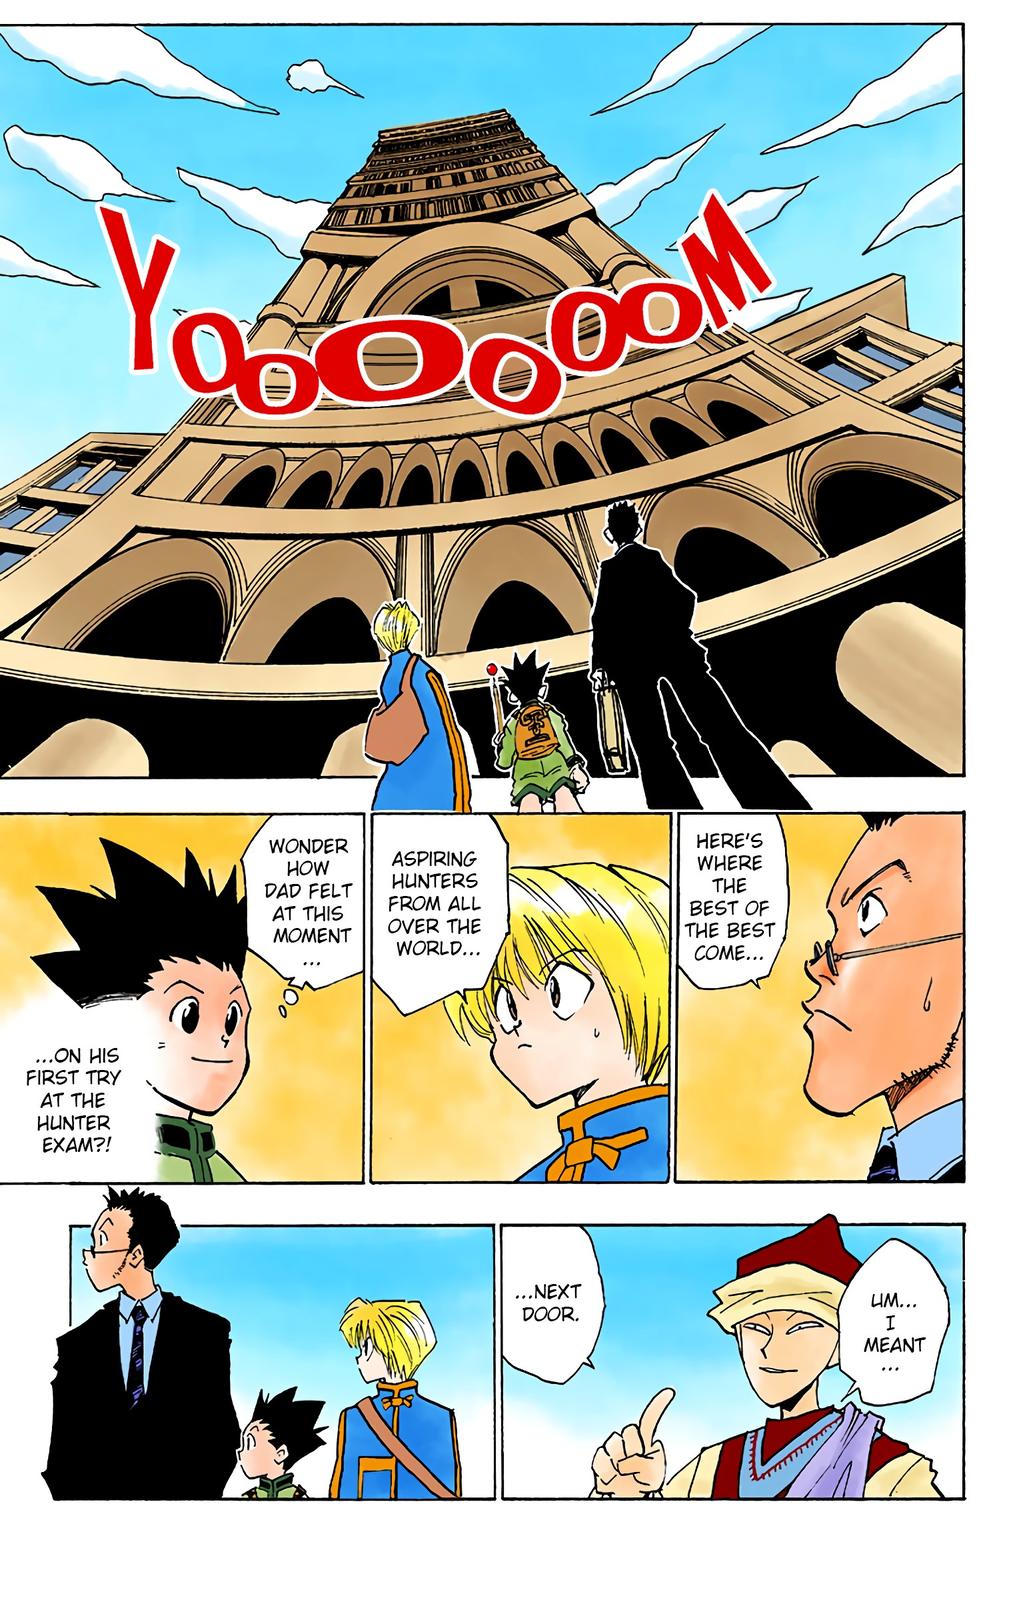 YOOOOOOOM
HERE'S
WHERE
THE
BEST OF
THE BEST
COME...
ASPIRING
HUNTERS
FROM ALL
OVER THE
WORLD...
WONDER
HOW
DAD FELT
AT THIS
MOMENT
...
...ON HIS
FIRST TRY
AT THE
HUNTER
EXAM?!
UM...
I
MEANT
...
...NEXT
DOOR.